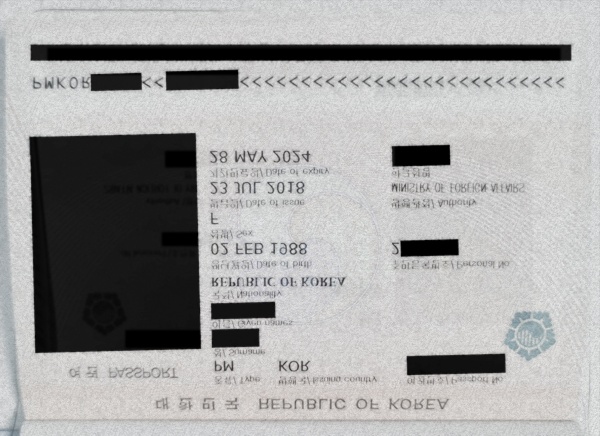 대한민국 REPUBLIC OF KOREA
여권 PASSPORT
종류/Type 발행국/Issuing country 여권번호/Passport No.
PM KOR
성/Surname
이름/Given names
국적/Nationality
REPUBLIC OF KOREA
생년월일/Date of birth 주민등록번호/Personal No.
02 FEB 1988 2
성별/Sex
F
발급일/Date of issue 발행관청/Authority
23 JUL 2018 MINISTRY OF FOREIGN AFFAIRS
기간만료일/Date of expiry 한글성명
28 MAY 2024
PMKOR <<